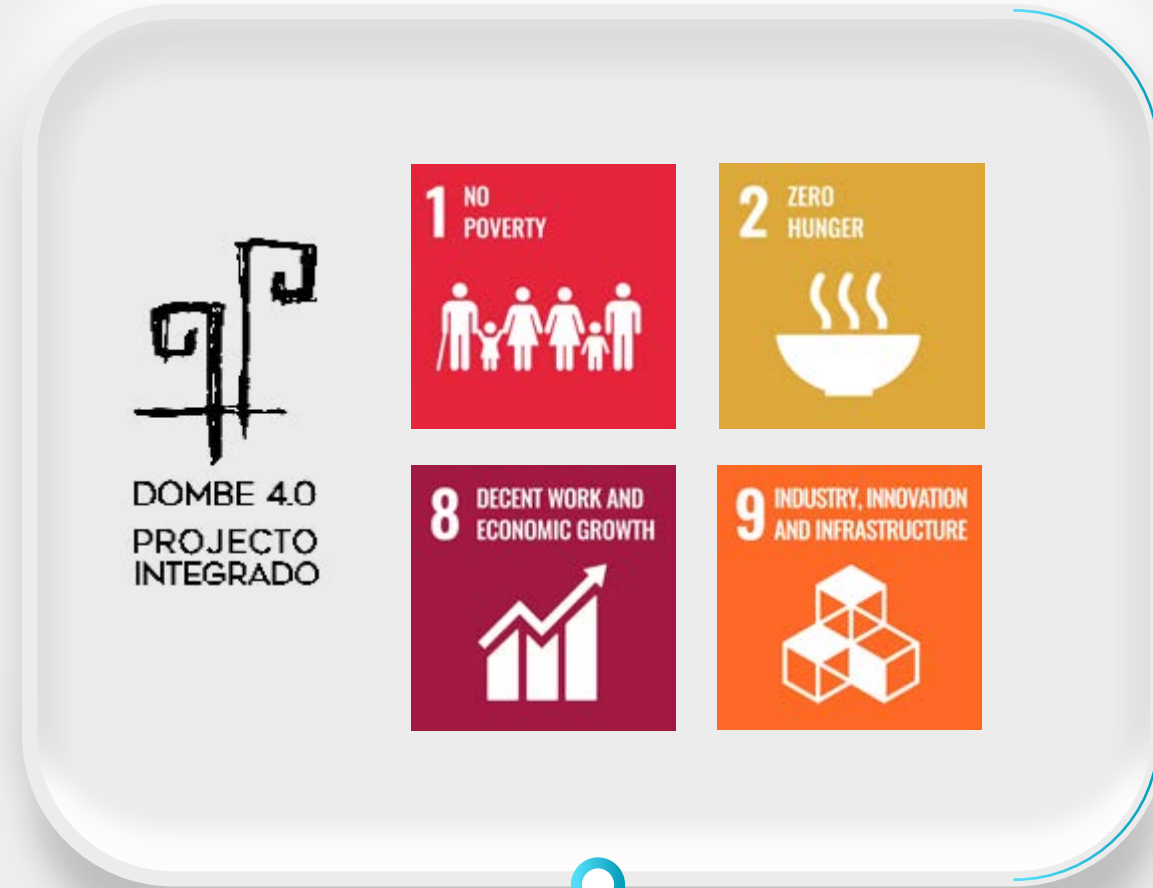 DOMBE 4.0
PROJECTO
INTEGRADO
1 NO
POVERTY
2 ZERO
HUNGER
8 DECENT WORK AND
ECONOMIC GROWTH
9 INDUSTRY, INNOVATION
AND INFRASTRUCTURE